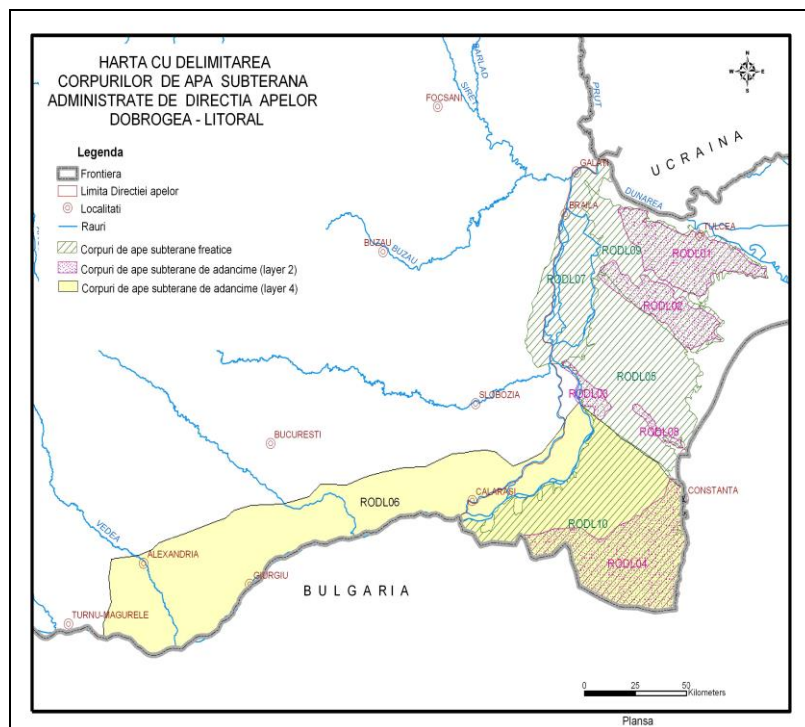 HARTA CU DELIMITAREA
CORPURILOR DE APA SUBTERANA
ADMINISTRATE DE DIRECTIA APELOR
DOBROGEA - LITORAL
Legenda
Frontiera
Limita Directiei apelor
Localitati
Rauri
Corpuri de ape subterane freatice
Corpuri de ape subterane de adancime (layer 2)
Corpuri de ape subterane de adancime (layer 4)
BARLAD
SIRET
PRUT
N
W E
S
FOCSANI
UCRAINA
GALATI
DUNAREA
BRAILA
TULCEA
BUZAU
BUZAU
RODL09
RODL01
RODL07
RODL02
RODL05
RODL03
SLOBOZIA
RODL08
BUCURESTI
CALARASI
CONSTANTA
RODL06
RODL10
VEDEA
ALEXANDRIA
RODL04
GIURGIU
BULGARIA
TURNU-MAGURELE
0 25 50
Kilometers
Plansa